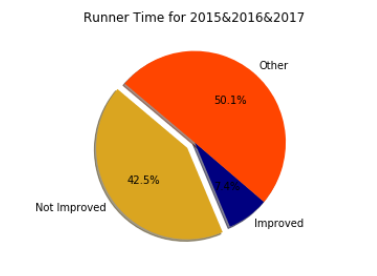 Runner Time for 2015&2016&2017
Other
50.1%
42.5%
Not Improved
Improved